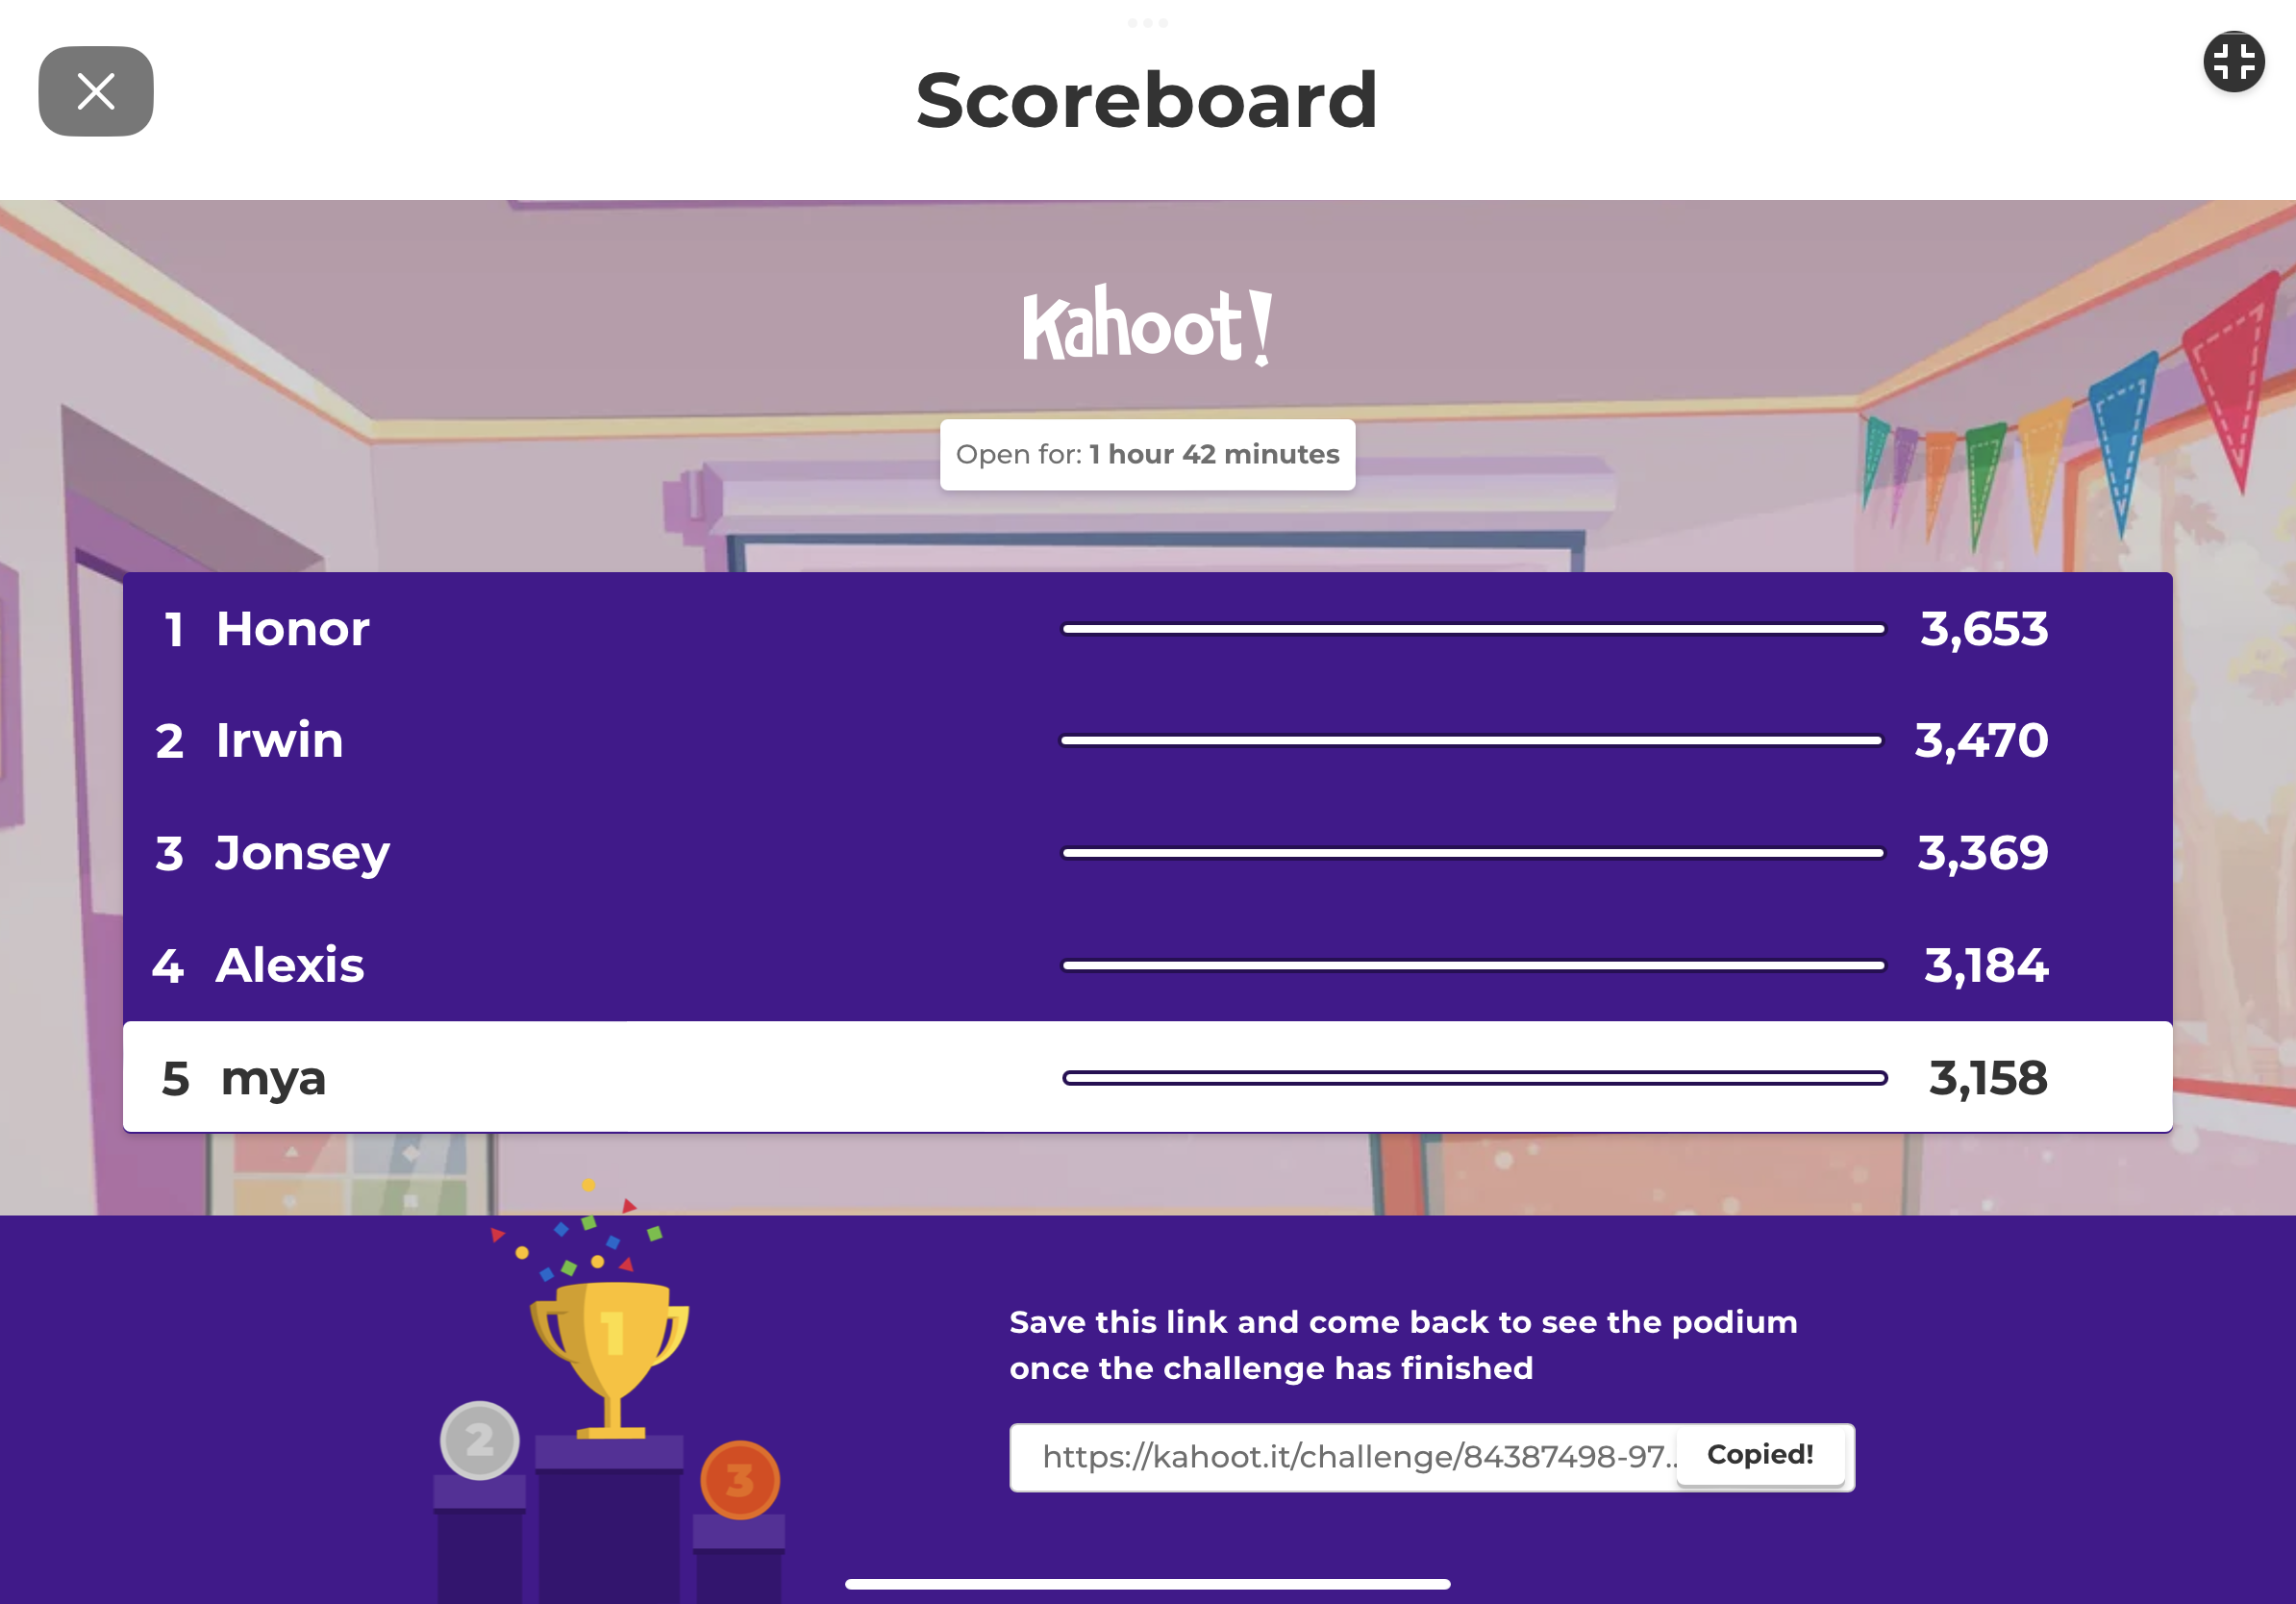 Scoreboard
Kahoot!
Open for: 1 hour 42 minutes
1 Honor 3,653
2 Irwin 3,470
3 Jonsey 3,369
4 Alexis 3,184
5 mya 3,158
1
2
3
Save this link and come back to see the podium
once the challenge has finished
https://kahoot.it/challenge/84387498-97.. Copied!